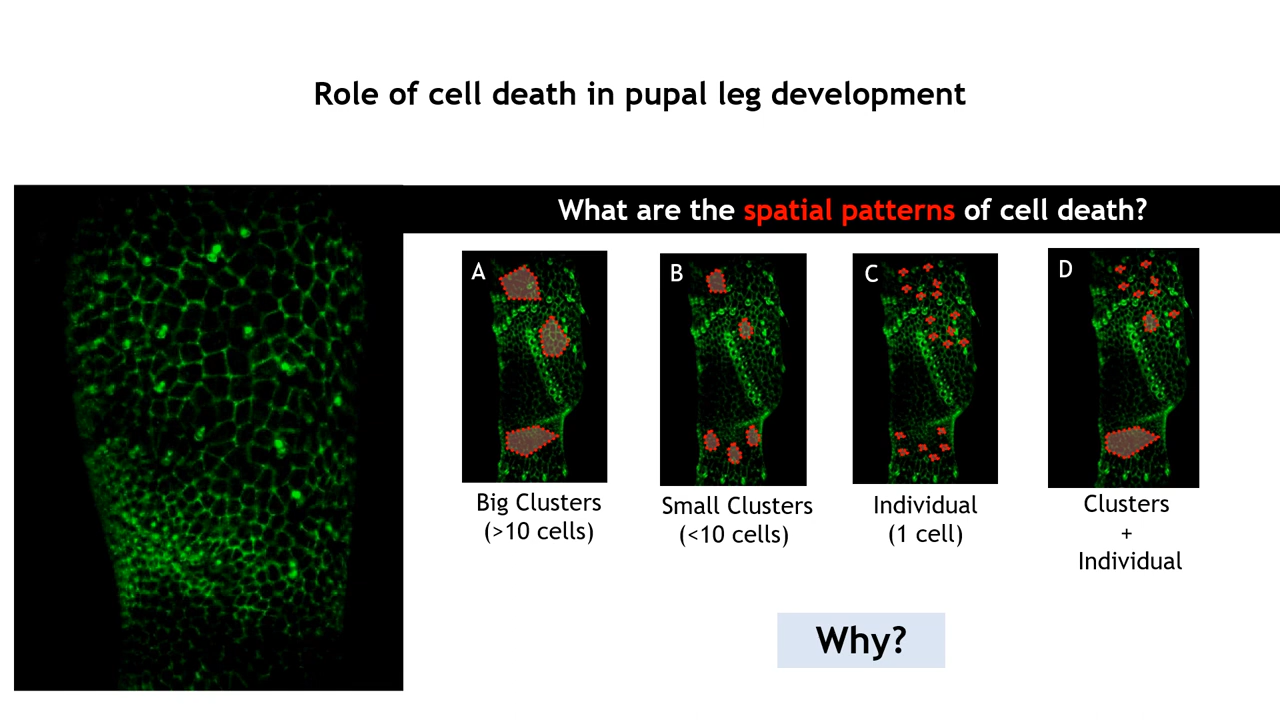 Role of cell death in pupal leg development
What are the spatial patterns of cell death?
A
B
C
D
Big Clusters
(>10 cells)
Small Clusters
(<10 cells)
Individual
(1 cell)
Clusters
+
Individual
Why?